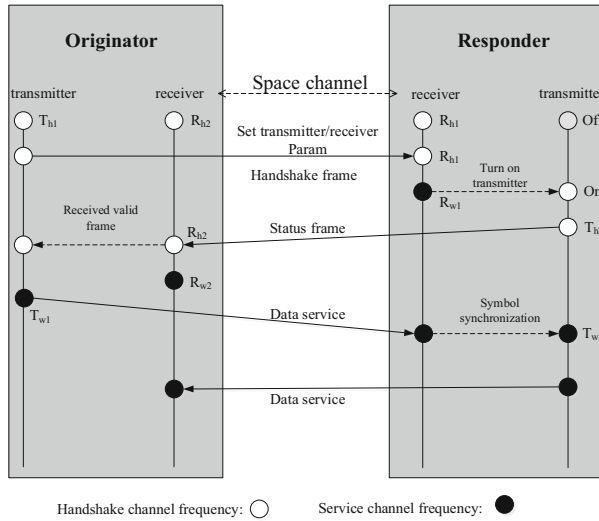 Originator
Responder
Space channel
transmitter
receiver
receiver
transmitte
Th1
Rh2
Rh1
Of
Set transmitter/receiver
Param
Rh1
Handshake frame
Turn on
transmitter
Rw1
On
Received valid
frame
Rh2
Status frame
Th
Rw2
Tw1
Data service
Symbol
synchronization
Tw
Data service
Handshake channel frequency:
Service channel frequency: